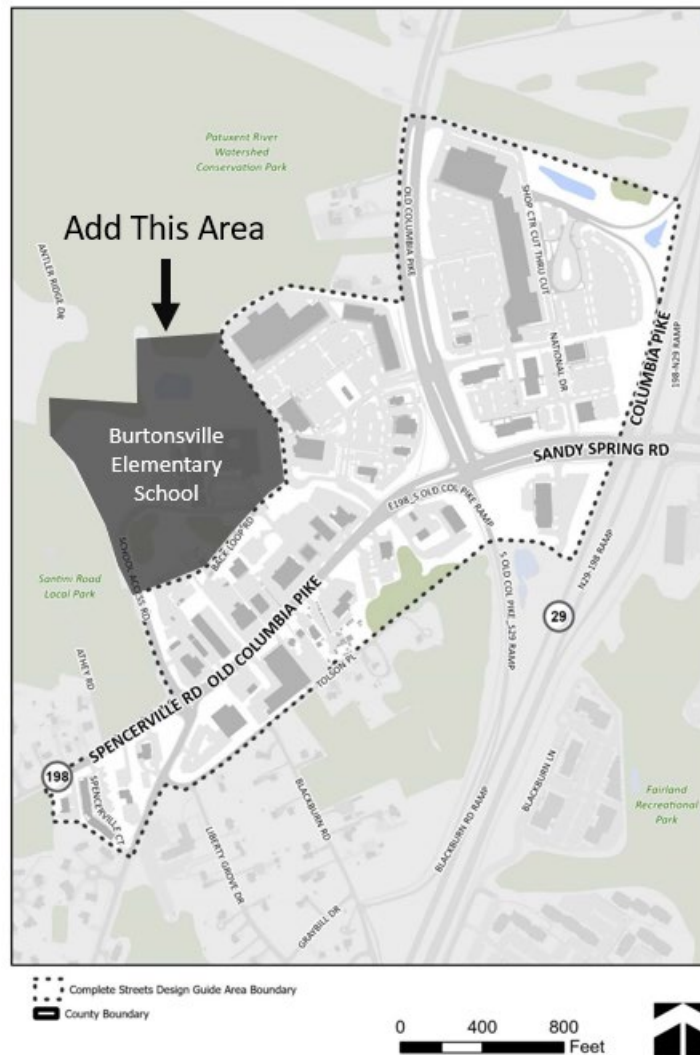 Patuxent River
Watershed
Conservation Park
Add This Area
ANTLER RIDGE DR
OLD COLUMBIA PIKE
SHOP CTR CUT THRU CUT
NATIONAL DR
COLUMBIA PIKE
198-N29 RAMP
Burtonsville
Elementary
School
SANDY SPRING RD
E198_S OLD COL PIKE RAMP
BACK LOOP RD
SCHOOL ACCESS RD
Santini Road
Local Park
S OLD COL PIKE_S29 RAMP
N29-198 RAMP
29
ATHEY RD
SPENCERVILLE RD OLD COLUMBIA PIKE
TOLSON PL
198
SPENCERVILLE CT
LIBERTY GROVE DR
BLACKBURN RD
GRAYBILL DR
BLACKBURN RD RAMP
BLACKBURN LN
Fairland
Recreational
Park
Complete Streets Design Guide Area Boundary
County Boundary
0 400 800
Feet